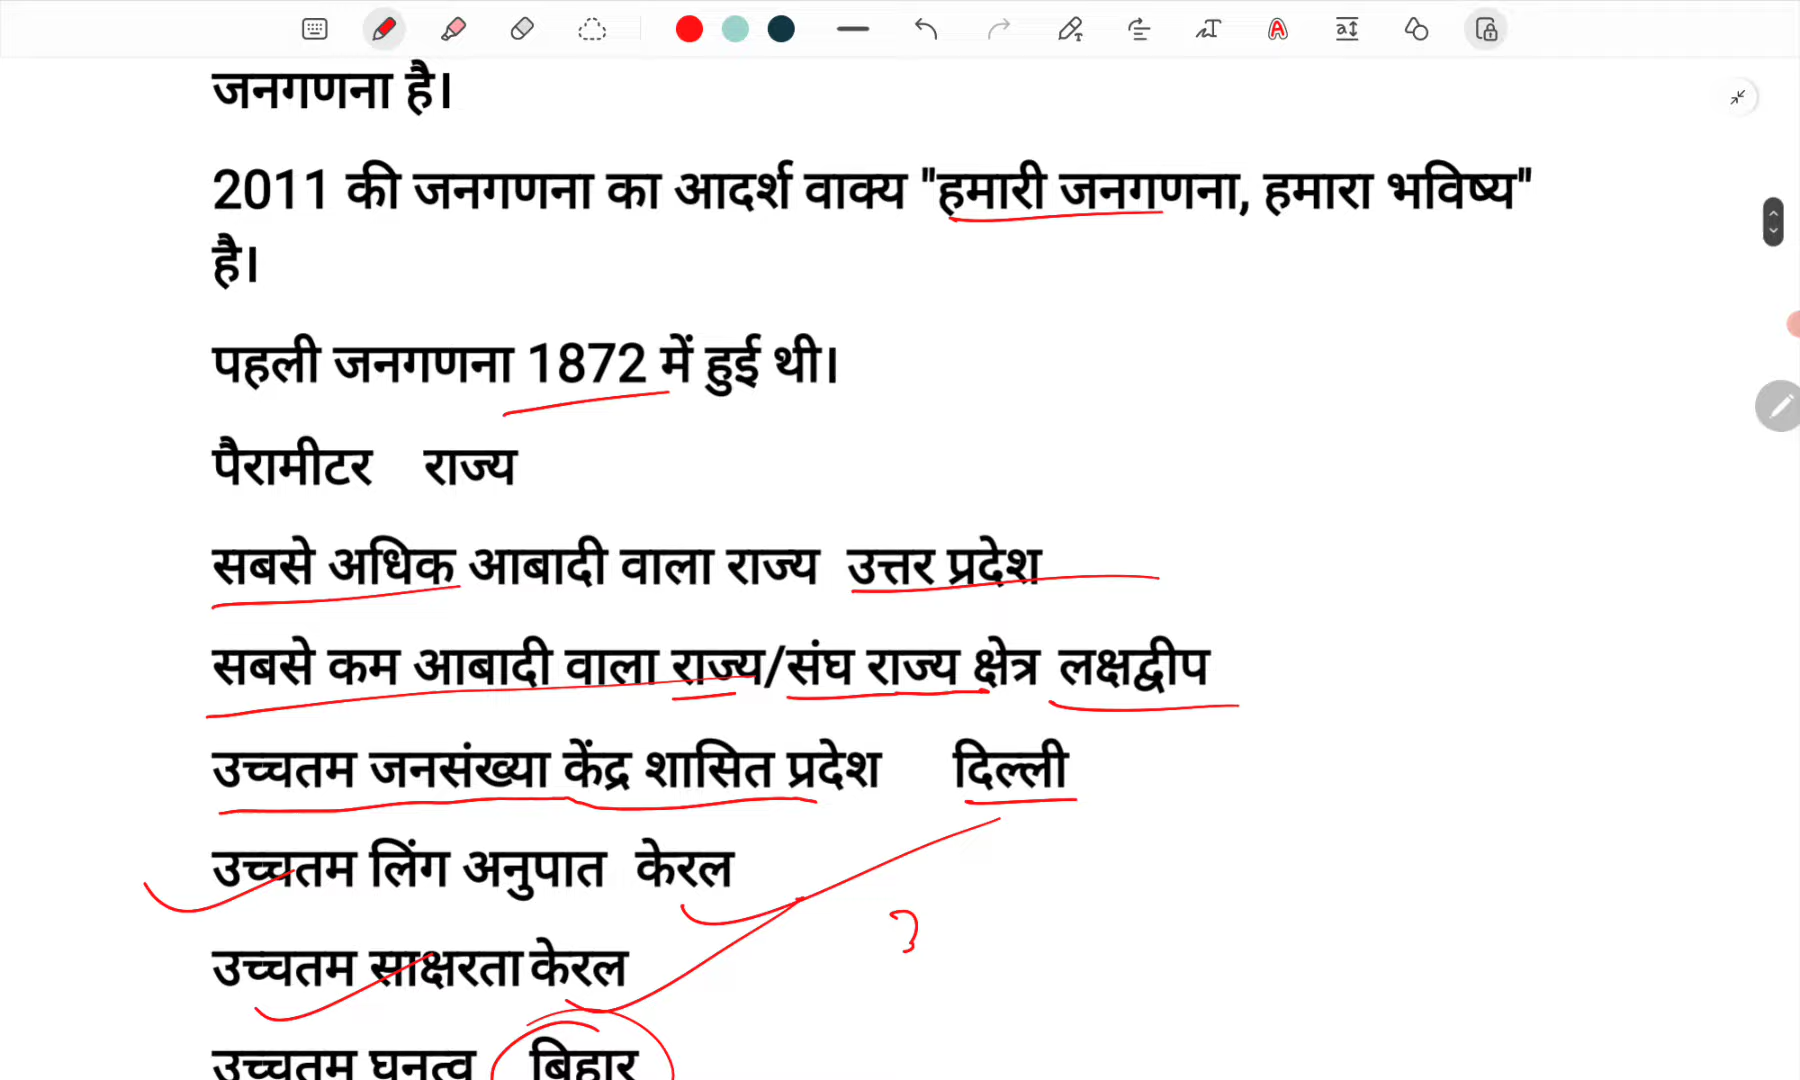 जनगणना है।
2011 की जनगणना का आदर्श वाक्य "हमारी जनगणना, हमारा भविष्य"
है।
पहली जनगणना 1872 में हुई थी।
पैरामीटर राज्य
सबसे अधिक आबादी वाला राज्य उत्तर प्रदेश
सबसे कम आबादी वाला राज्य/संघ राज्य क्षेत्र लक्षद्वीप
उच्चतम जनसंख्या केंद्र शासित प्रदेश दिल्ली
उच्चतम लिंग अनुपात केरल
उच्चतम साक्षरता केरल
उच्चतम घनत्व बिहार